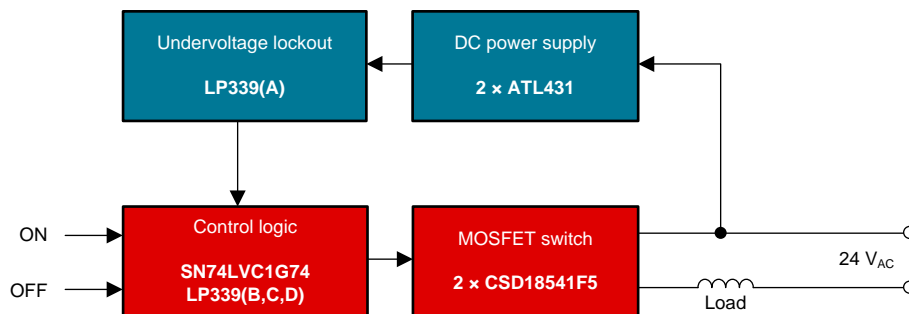 Undervoltage lockout
LP339(A)
DC power supply
2 × ATL431
ON
OFF
Control logic
SN74LVC1G74
LP339(B,C,D)
MOSFET switch
2 × CSD18541F5
24 VAC
Load